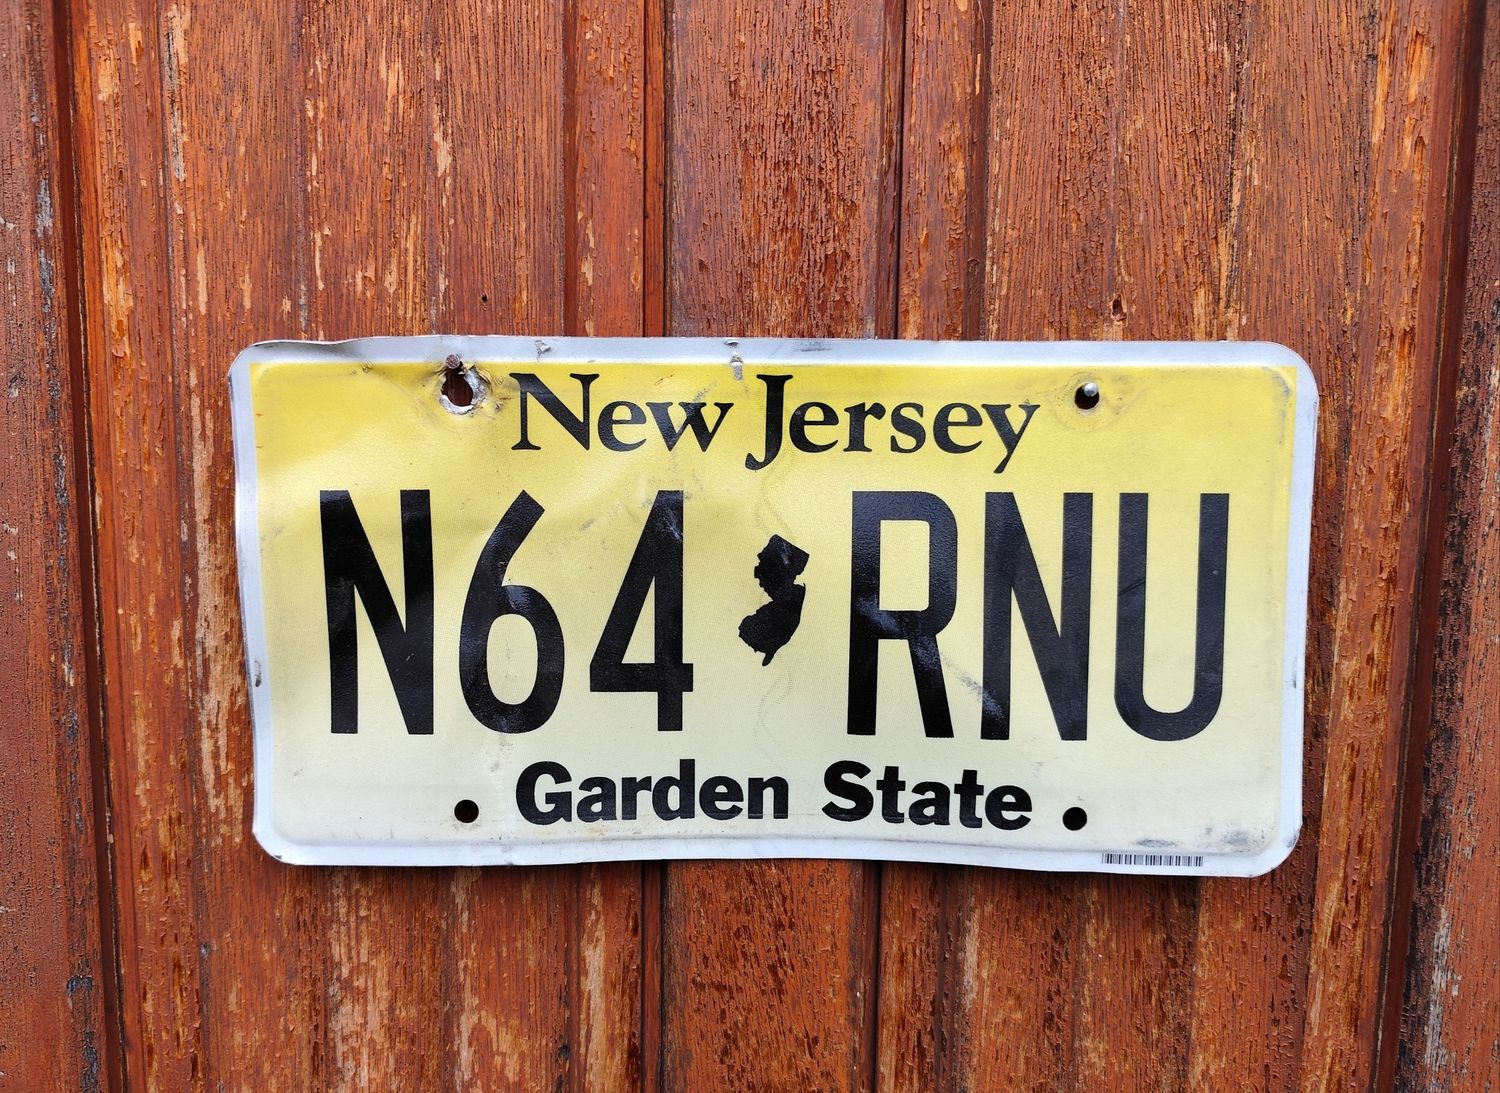 New Jersey
N64 RNU
Garden State